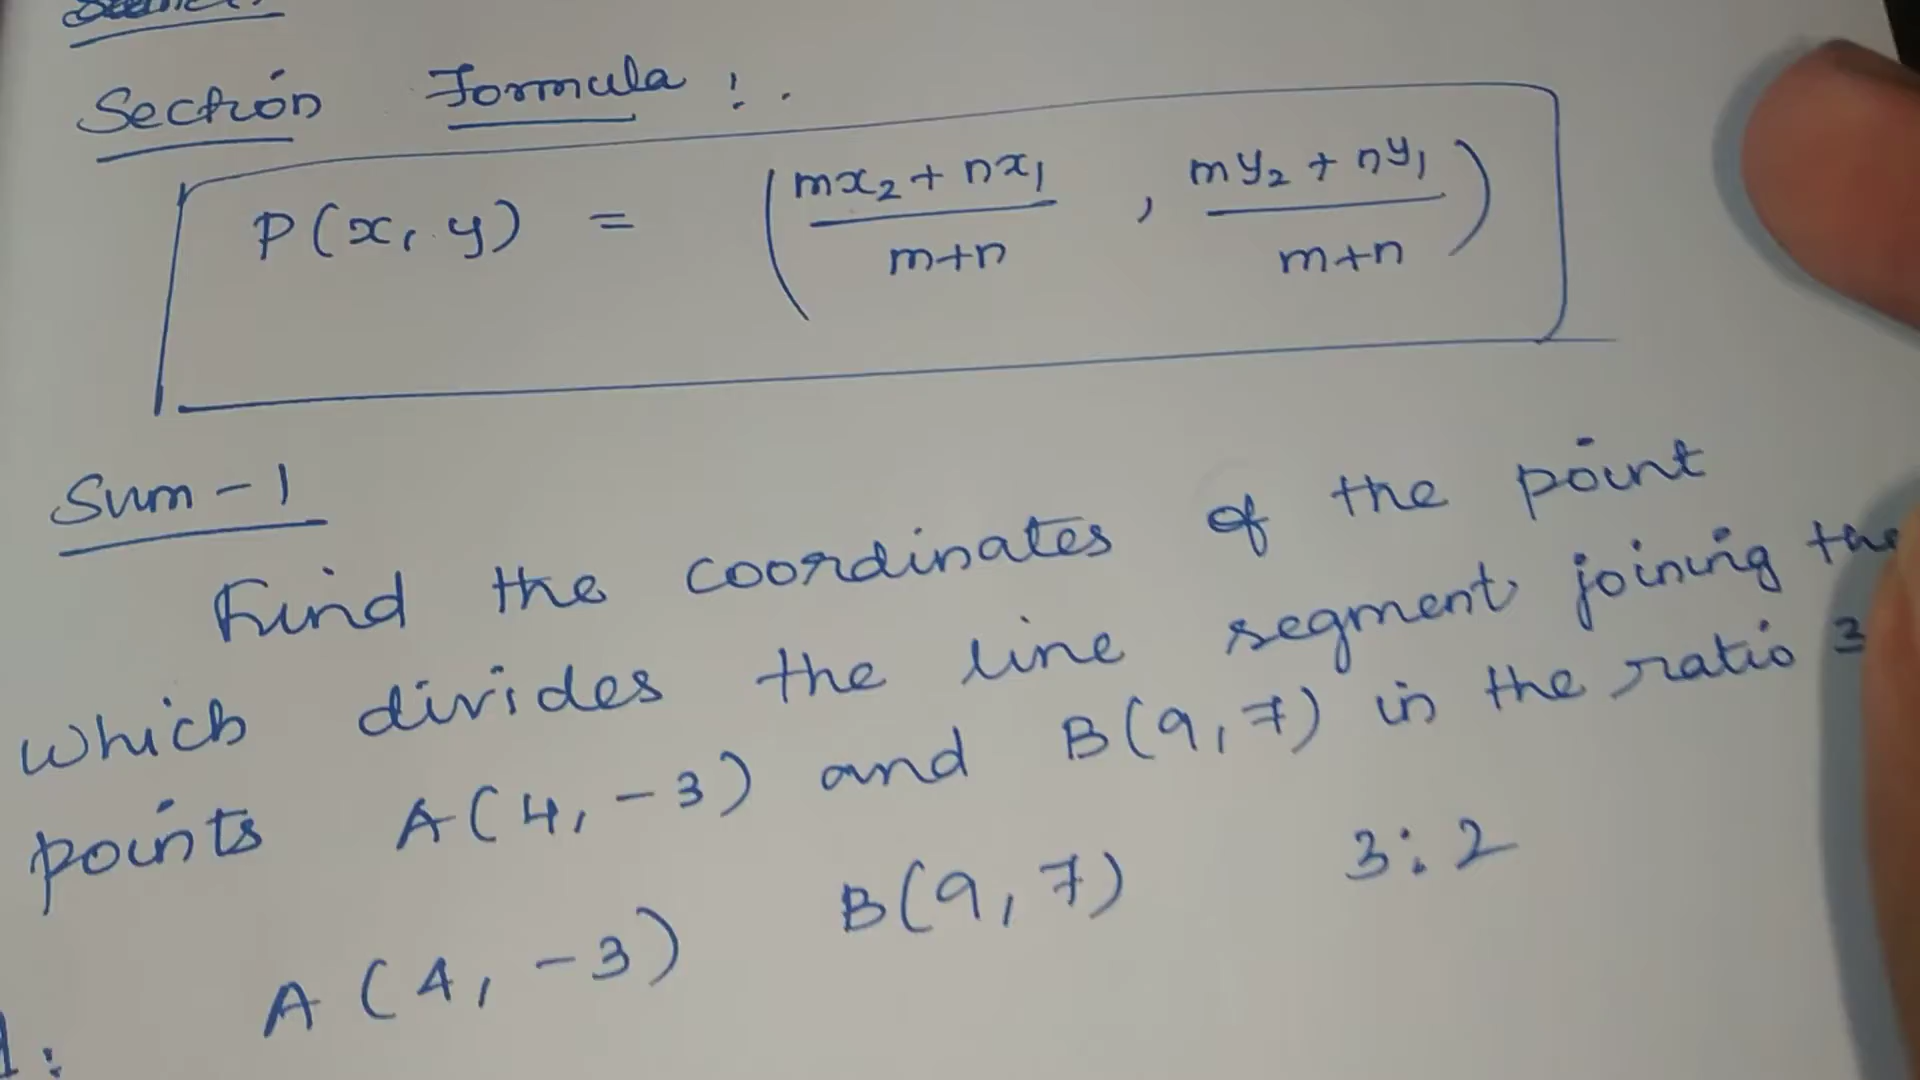 Section Formula :.
P(x, y) = ( mx₂ + nx₁ / m+n , my₂ + ny₁ / m+n )
Sum - 1
Find the coordinates of the point
which divides the line segment joining the
points A(4, -3) and B(9, 7) in the ratio 3
A(4, -3) B(9, 7) 3:2